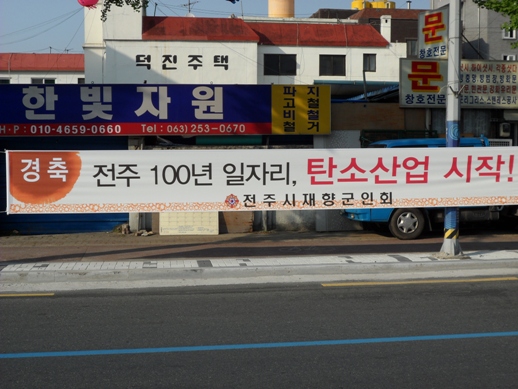 덕진주택
한빛자원
파 지
고 철
비 철
철 거
H·P : 010-4659-0660 Tel : 063) 253-0670
문
창호전문
문
창호전문
경축 전주 100년 일자리, 탄소산업 시작!
전주시재향군인회